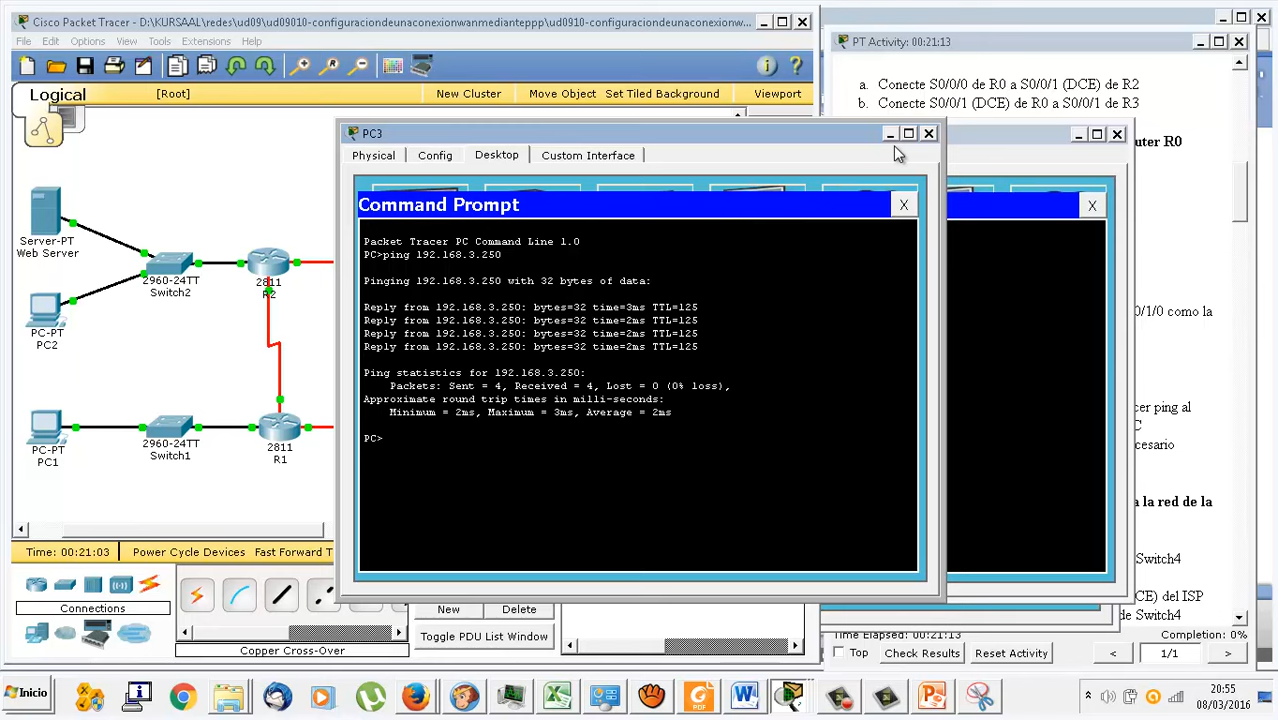 Cisco Packet Tracer - D:\KURSAAL\redes\ud09\ud09010-configuraciondeunaconexionwanmedianteppp\ud0910-configuraciondeunaconexionw...
File Edit Options View Tools Extensions Help
Logical
[Root]
New Cluster
Move Object
Set Tiled Background
Viewport
Server-PT
Web Server
2960-24TT
Switch2
2811
R2
PC-PT
PC2
PC-PT
PC1
2960-24TT
Switch1
2811
R1
Time: 00:21:03
Power Cycle Devices
Fast Forward T
Connections
Copper Cross-Over
New
Delete
Toggle PDU List Window
PC3
Physical
Config
Desktop
Custom Interface
Command Prompt
X
X
Packet Tracer PC Command Line 1.0
PC>ping 192.168.3.250
Pinging 192.168.3.250 with 32 bytes of data:
Reply from 192.168.3.250: bytes=32 time=3ms TTL=125
Reply from 192.168.3.250: bytes=32 time=2ms TTL=125
Reply from 192.168.3.250: bytes=32 time=2ms TTL=125
Reply from 192.168.3.250: bytes=32 time=2ms TTL=125
Ping statistics for 192.168.3.250:
Packets: Sent = 4, Received = 4, Lost = 0 (0% loss),
Approximate round trip times in milli-seconds:
Minimum = 2ms, Maximum = 3ms, Average = 2ms
PC>
PT Activity: 00:21:13
a. Conecte S0/0/0 de R0 a S0/0/1 (DCE) de R2
b. Conecte S0/0/1 (DCE) de R0 a S0/0/1 de R3
uter R0
0/1/0 como la
cer ping al
C
cesario
a la red de la
Switch4
CE) del ISP
Switch4
Time Elapsed: 00:21:13
Completion: 0%
Top
Check Results
Reset Activity
<
1/1
>
Inicio
PDF
20:55
08/03/2016